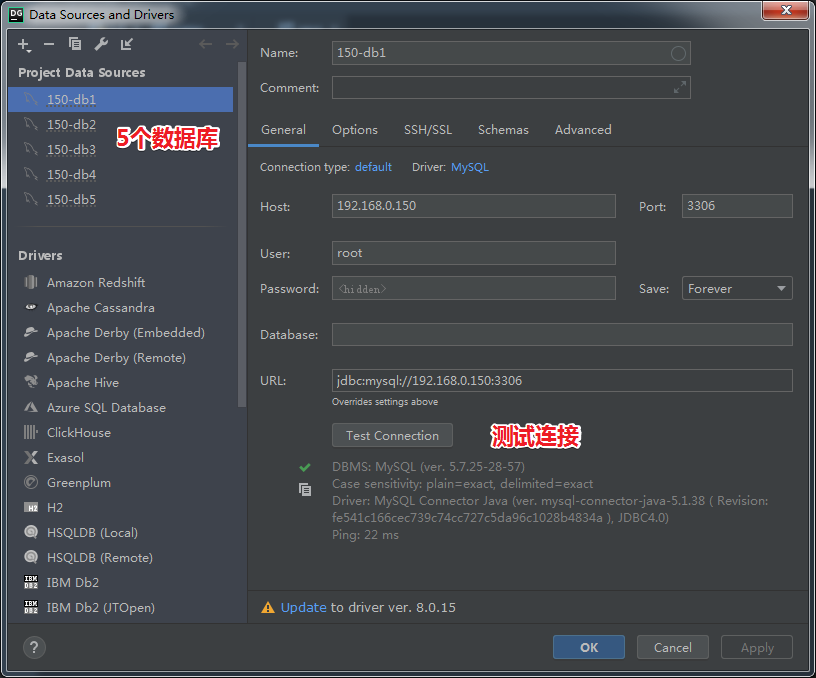 DG Data Sources and Drivers
Project Data Sources
150-db1
150-db2
150-db3
150-db4
150-db5
5个数据库
Drivers
Amazon Redshift
Apache Cassandra
Apache Derby (Embedded)
Apache Derby (Remote)
Apache Hive
Azure SQL Database
ClickHouse
Exasol
Greenplum
H2 H2
HSQLDB (Local)
HSQLDB (Remote)
IBM DB2 IBM Db2
IBM DB2 IBM Db2 (JTOpen)
Name: 150-db1
Comment:
General Options SSH/SSL Schemas Advanced
Connection type: default Driver: MySQL
Host: 192.168.0.150 Port: 3306
User: root
Password: <hidden> Save: Forever
Database:
URL: jdbc:mysql://192.168.0.150:3306
Overrides settings above
Test Connection 测试连接
DBMS: MySQL (ver. 5.7.25-28-57)
Case sensitivity: plain=exact, delimited=exact
Driver: MySQL Connector Java (ver. mysql-connector-java-5.1.38 ( Revision:
fe541c166cec739c74cc727c5da96c1028b4834a ), JDBC4.0)
Ping: 22 ms
Update to driver ver. 8.0.15
? OK Cancel Apply